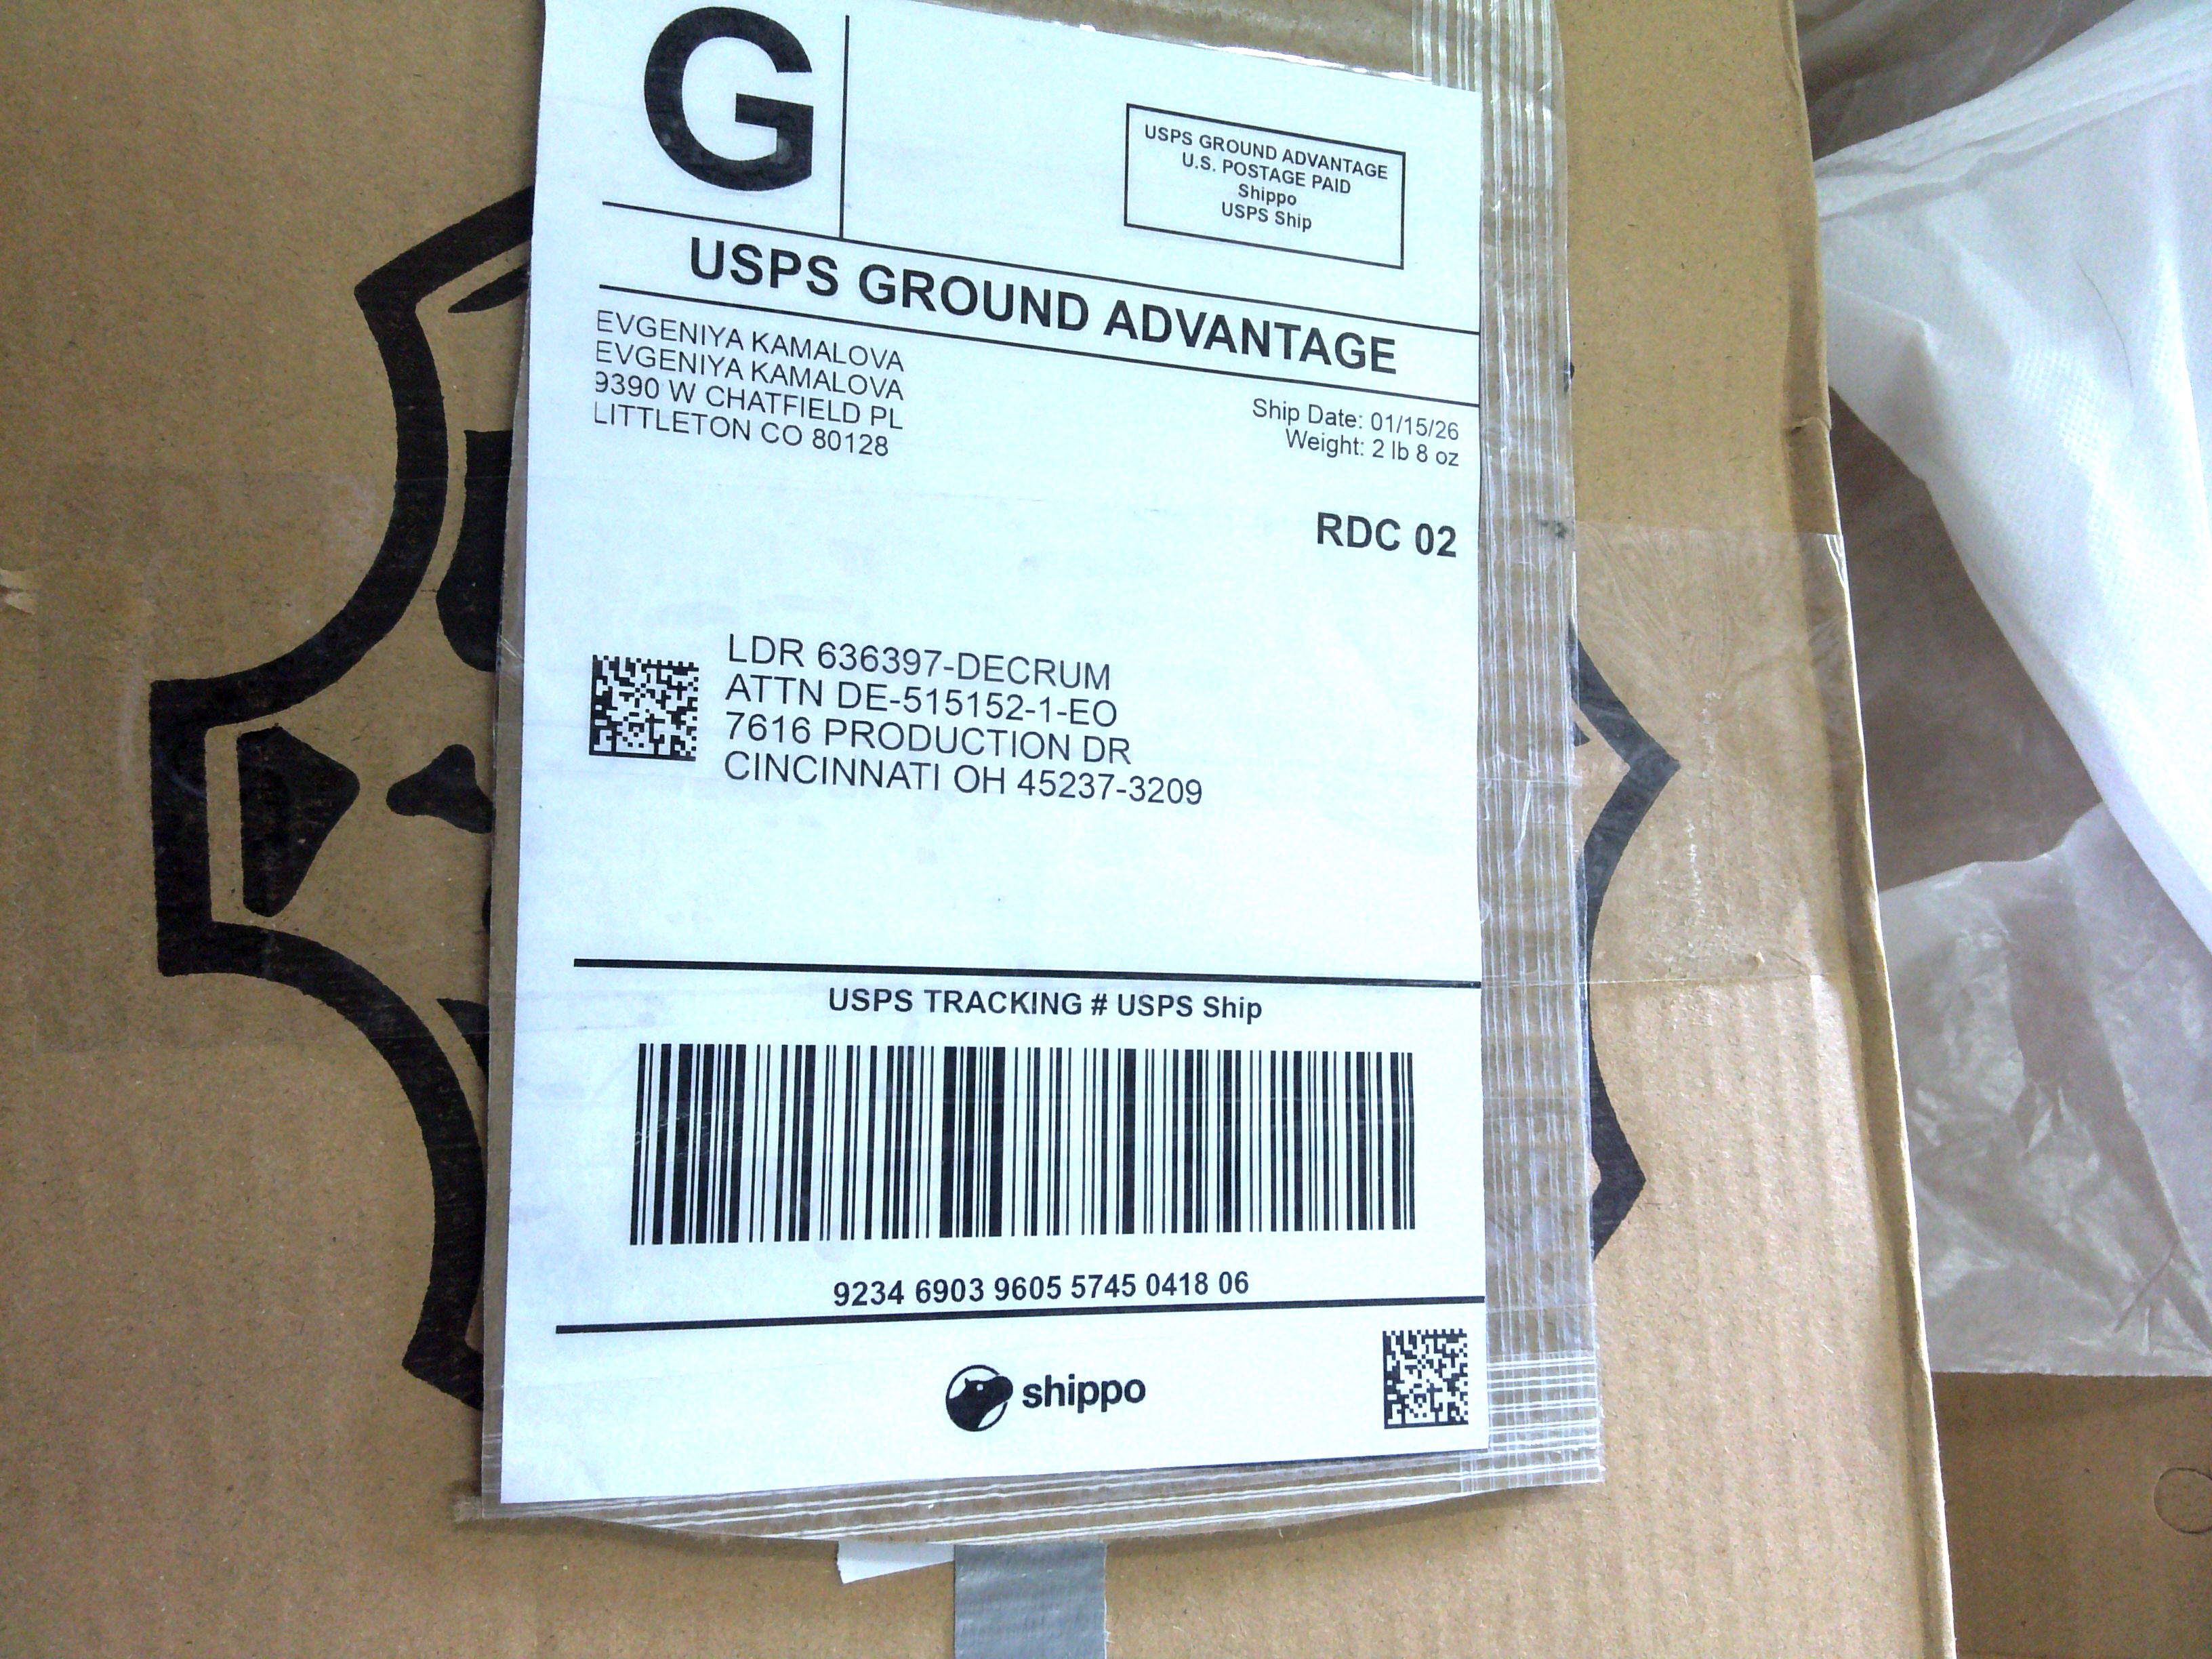 G
USPS GROUND ADVANTAGE
U.S. POSTAGE PAID
Shippo
USPS Ship
USPS GROUND ADVANTAGE
EVGENIYA KAMALOVA
EVGENIYA KAMALOVA
9390 W CHATFIELD PL
LITTLETON CO 80128
Ship Date: 01/15/26
Weight: 2 lb 8 oz
RDC 02
LDR 636397-DECRUM
ATTN DE-515152-1-EO
7616 PRODUCTION DR
CINCINNATI OH 45237-3209
USPS TRACKING # USPS Ship
9234 6903 9605 5745 0418 06
shippo